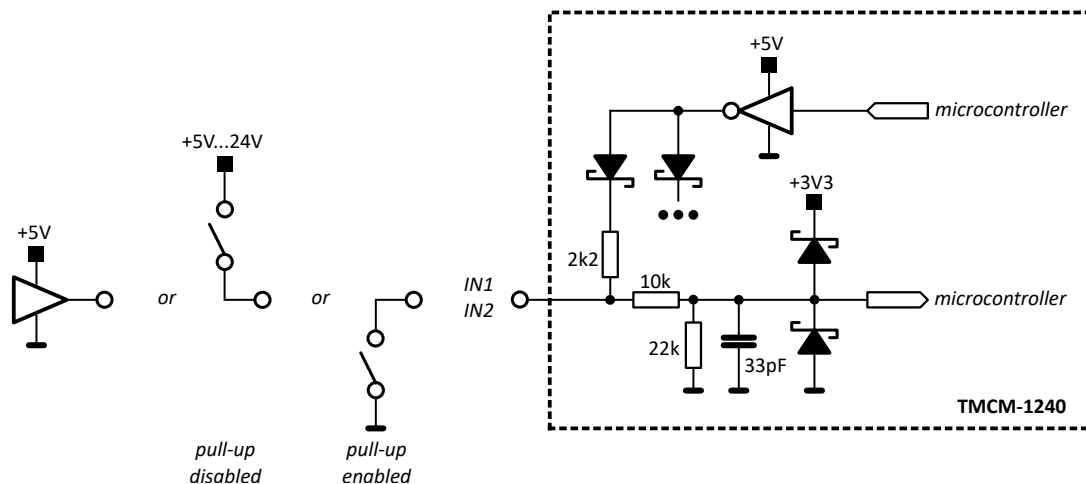 +5V
microcontroller
+5V...24V
+3V3
+5V
2k2
10k
or
or
IN1
IN2
microcontroller
22k
33pF
TMCM-1240
pull-up
disabled
pull-up
enabled